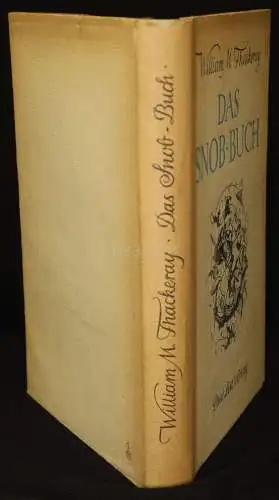 William M. Thackeray · Das Snob-Buch ·
William M. Thackeray
DAS
SNOB-BUCH